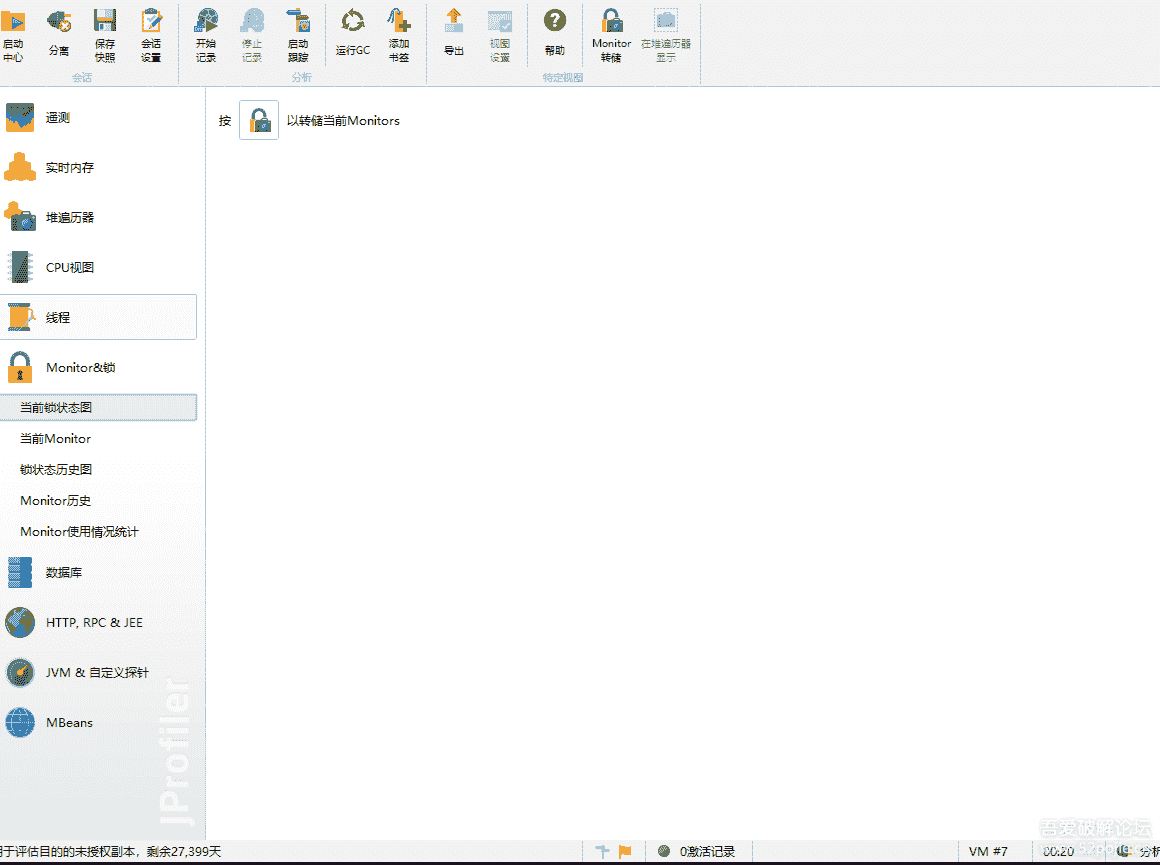 启动
中心
分离
保存
快照
会话
设置
开始
记录
停止
记录
启动
跟踪
运行GC
添加
书签
导出
视图
设置
帮助
Monitor
转储
在堆遍历器
显示
会话
分析
特定视图
遥测
实时内存
堆遍历器
CPU视图
线程
Monitor&锁
当前锁状态图
当前Monitor
锁状态历史图
Monitor历史
Monitor使用情况统计
数据库
HTTP, RPC & JEE
JVM & 自定义探针
MBeans
JProfiler
按 以转储当前Monitors
吾爱破解论坛
用于评估目的的未授权副本，剩余27,399天
0激活记录
VM #7
00:20
分析